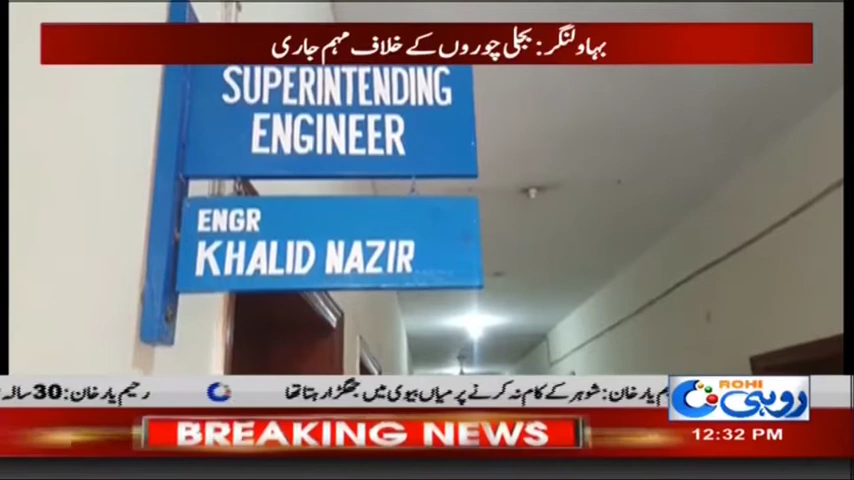 بہاولنگر: بجلی چوروں کے خلاف مہم جاری
SUPERINTENDING
ENGINEER
ENGR
KHALID NAZIR
یار خان: شوہر کے کام نہ کرنے پر میاں بیوی میں جھگڑا رہتا تھا
رحیم یار خان: 30 سالہ
ROHI
روہی
BREAKING NEWS
12:32 PM